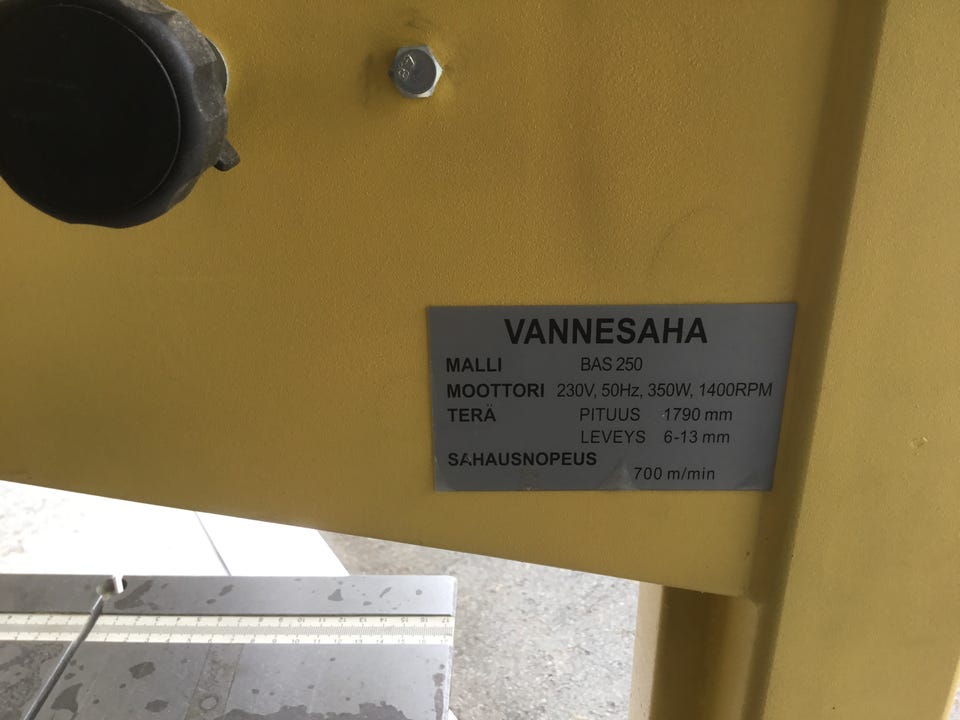 VANNESAHA
MALLI BAS 250
MOOTTORI 230V, 50Hz, 350W, 1400RPM
TERÄ PITUUS 1790 mm
LEVEYS 6-13 mm
SAHAUSNOPEUS
700 m/min